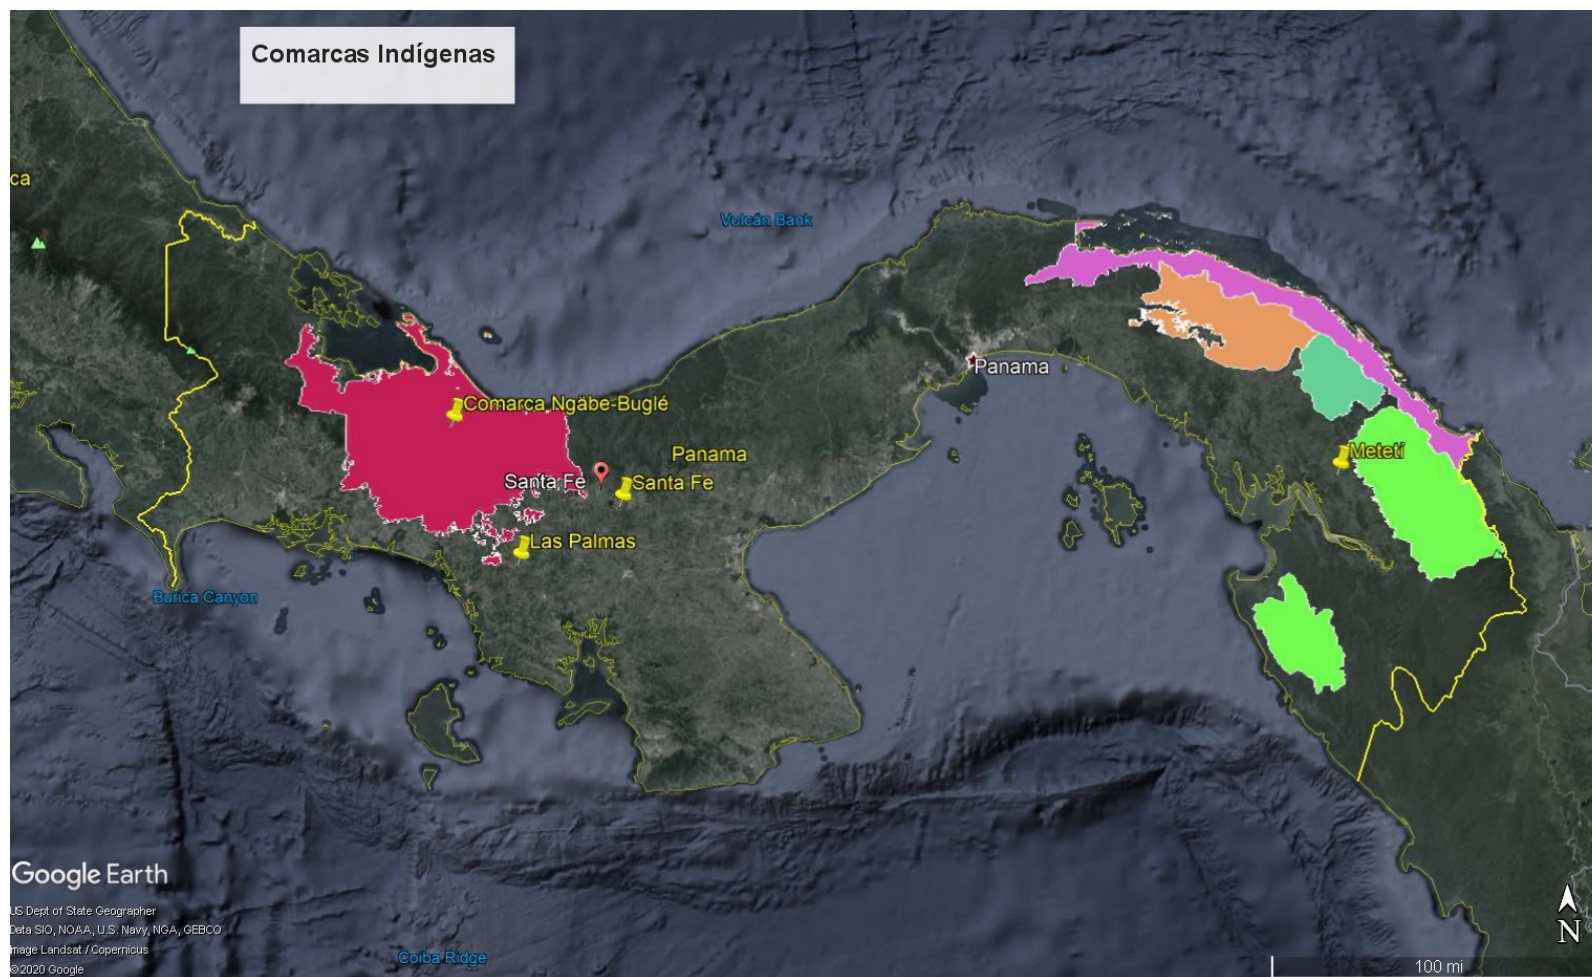 Comarcas Indígenas
ca
Volcán Bank
Panama
Comarca Ngäbe-Buglé
Panama
Metetí
Santa Fe
Santa Fe
Las Palmas
Burica Canyon
Google Earth
US Dept of State Geographer
Data SIO, NOAA, U.S. Navy, NGA, GEBCO
Image Landsat / Copernicus
©2020 Google
Coiba Ridge
N
100 mi